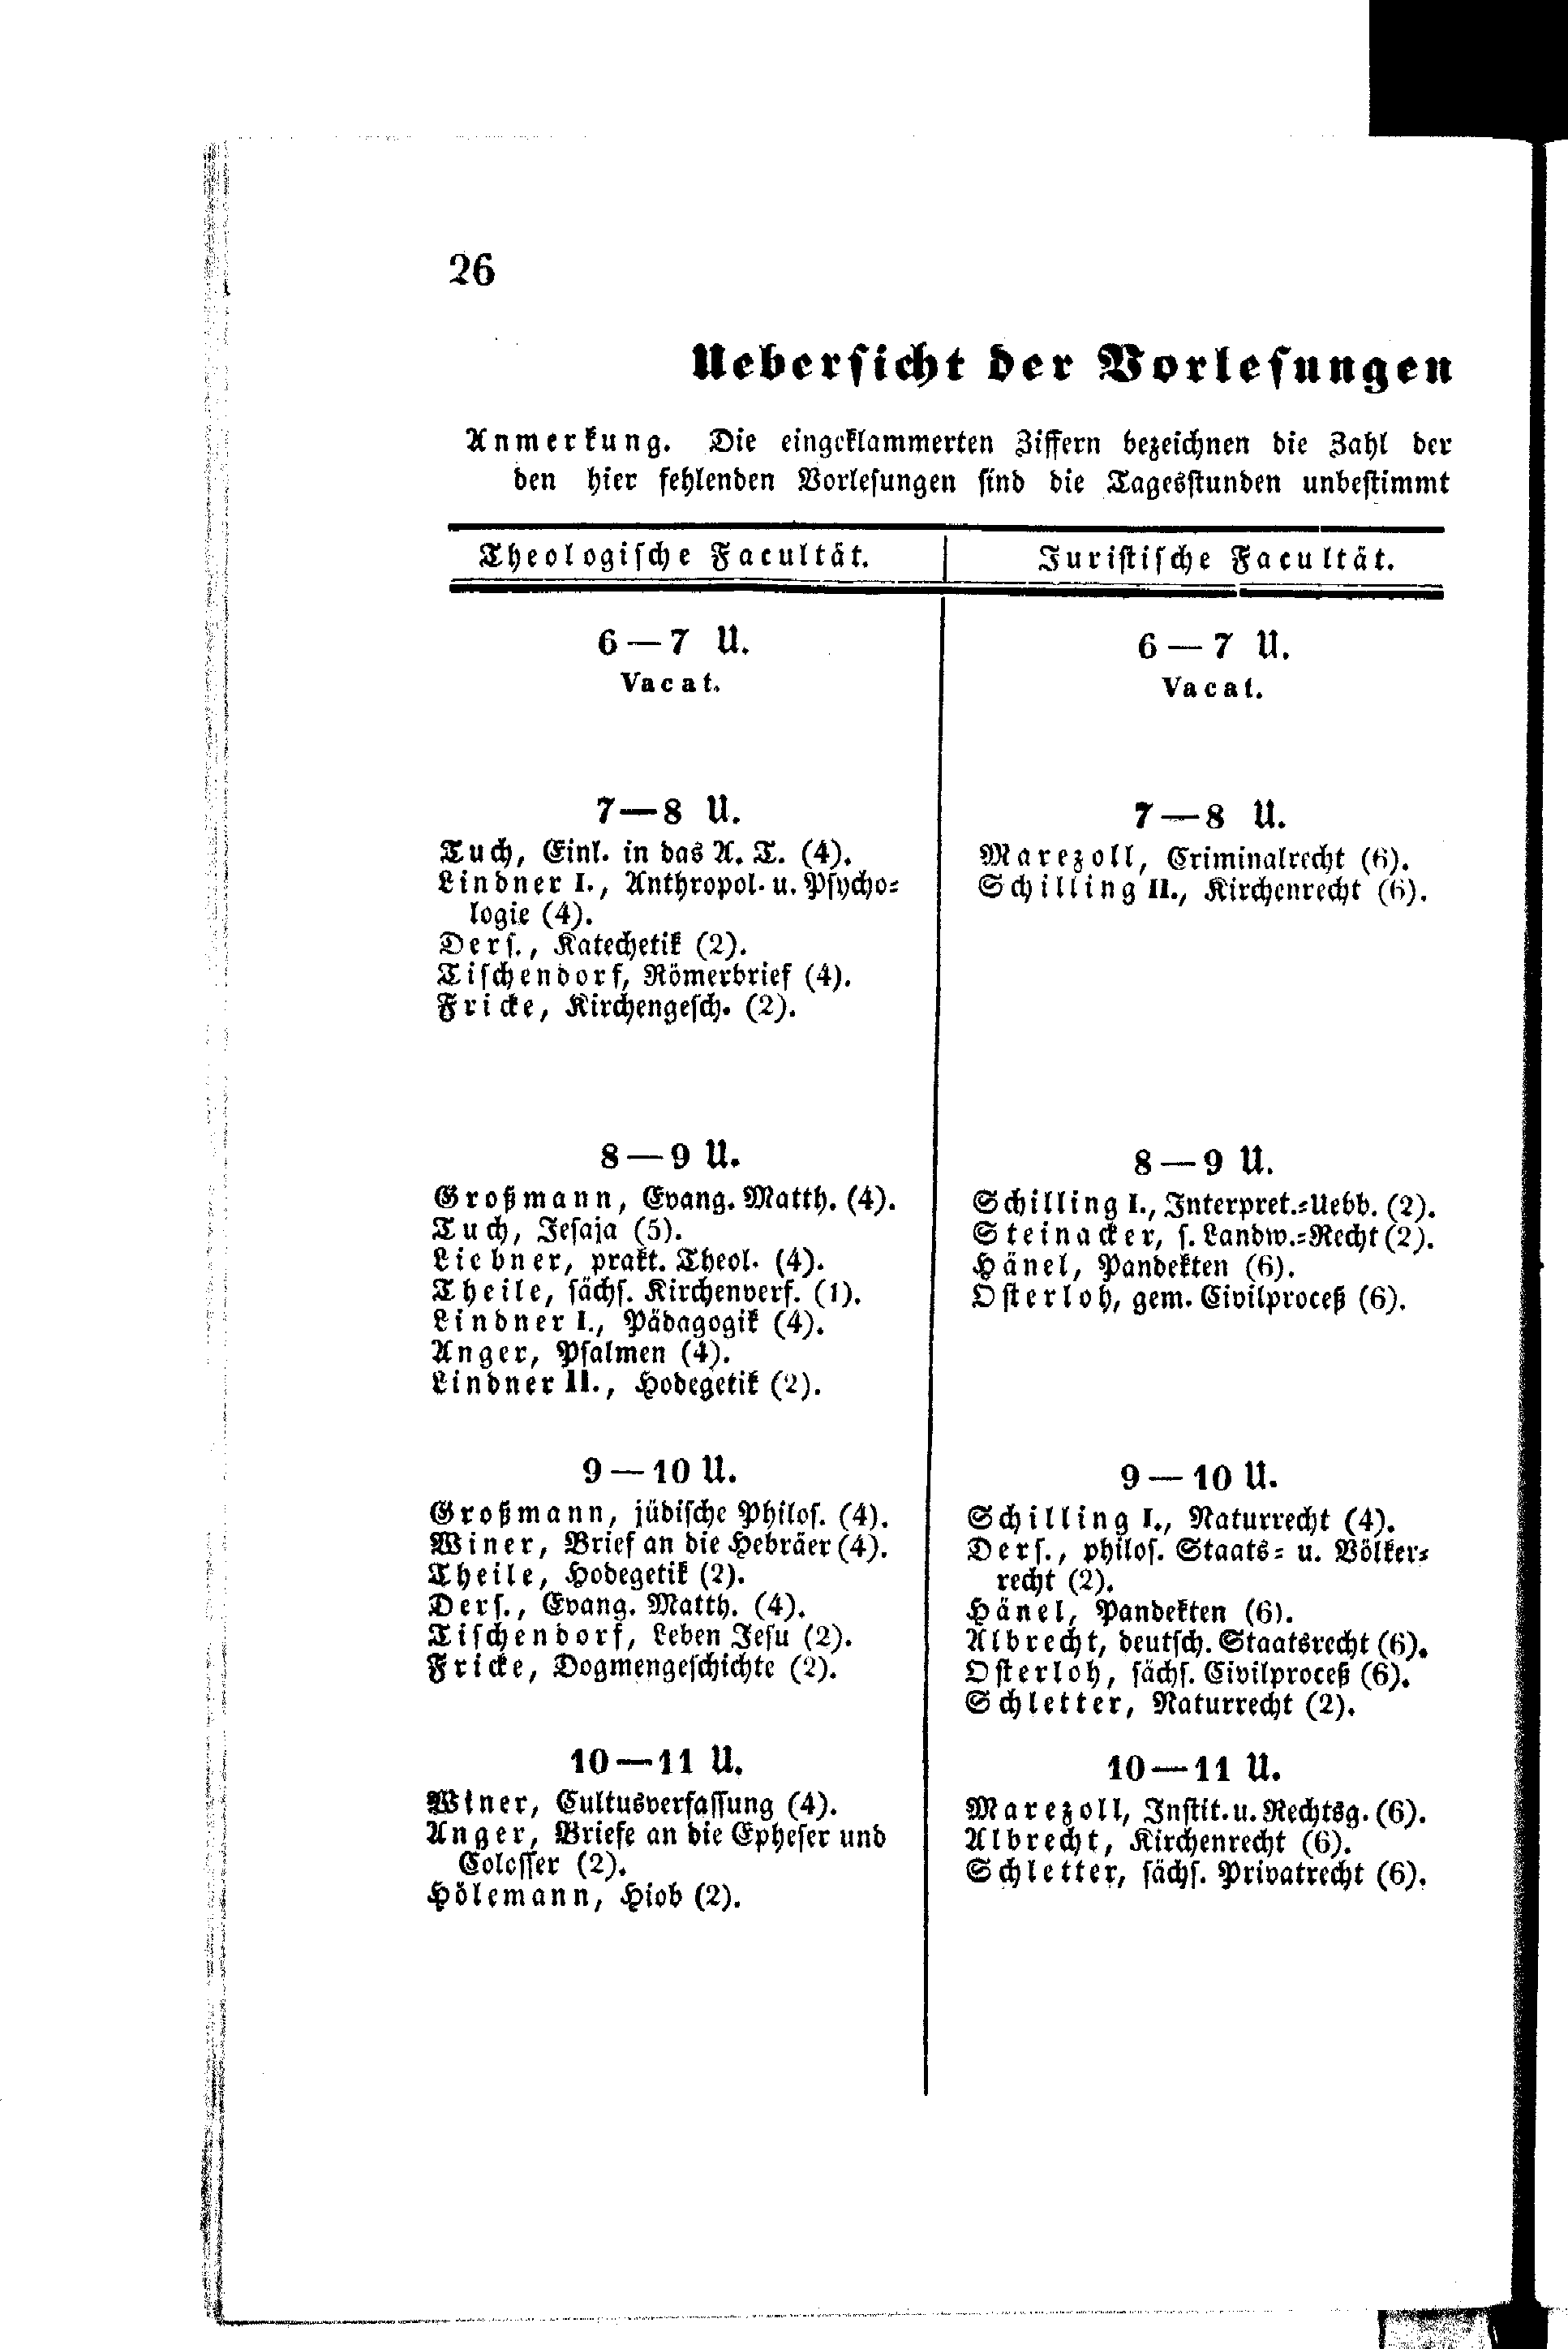 26
Uebersicht der Vorlesungen
Anmerkung. Die eingeklammerten Ziffern bezeichnen die Zahl der
den hier fehlenden Vorlesungen sind die Tagesstunden unbestimmt
Theologische Facultät.
6—7 U.
Vacat.
7—8 U.
Tuch, Einl. in das A. T. (4).
Lindner I., Anthropol. u. Psycho-
logie (4).
Ders., Katechetik (2).
Tischendorf, Römerbrief (4).
Fricke, Kirchengesch. (2).
8—9 U.
Großmann, Evang. Matth. (4).
Tuch, Jesaja (5).
Liebner, prakt. Theol. (4).
Theile, sächs. Kirchenverf. (1).
Lindner I., Pädagogik (4).
Anger, Psalmen (4).
Lindner II., Hodegetik (2).
9—10 U.
Großmann, jüdische Philos. (4).
Winer, Brief an die Hebräer (4).
Theile, Hodegetik (2).
Ders., Evang. Matth. (4).
Tischendorf, Leben Jesu (2).
Fricke, Dogmengeschichte (2).
10—11 U.
Winer, Cultusverfassung (4).
Anger, Briefe an die Epheser und
Colosser (2).
Hölemann, Hiob (2).
Juristische Facultät.
6—7 U.
Vacat.
7—8 U.
Marezoll, Criminalrecht (6).
Schilling II., Kirchenrecht (6).
8—9 U.
Schilling I., Interpret.-Uebb. (2).
Steinacker, s. Landw.-Recht (2).
Hänel, Pandekten (6).
Osterloh, gem. Civilproceß (6).
9—10 U.
Schilling I., Naturrecht (4).
Ders., philos. Staats- u. Völker-
recht (2).
Hänel, Pandekten (6).
Albrecht, deutsch. Staatsrecht (6).
Osterloh, sächs. Civilproceß (6).
Schletter, Naturrecht (2).
10—11 U.
Marezoll, Instit. u. Rechtsg. (6).
Albrecht, Kirchenrecht (6).
Schletter, sächs. Privatrecht (6).